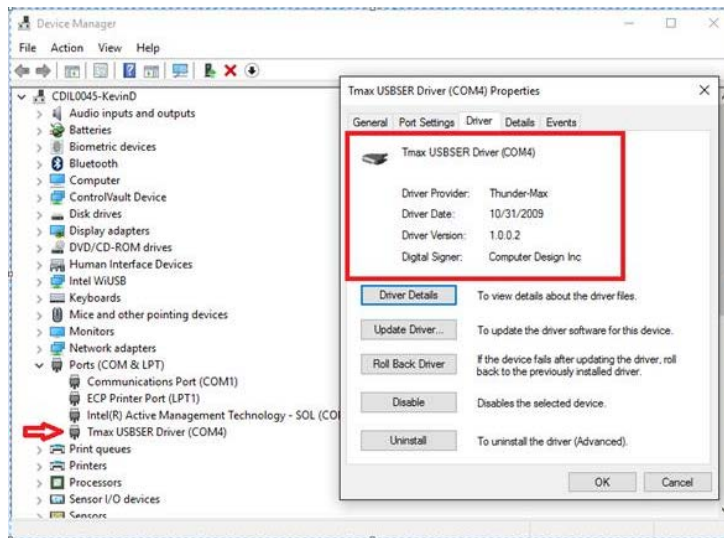 Device Manager
File Action View Help
CDIL0045-KevinD
Audio inputs and outputs
Batteries
Biometric devices
Bluetooth
Computer
ControlVault Device
Disk drives
Display adapters
DVD/CD-ROM drives
Human Interface Devices
Intel WiUSB
Keyboards
Mice and other pointing devices
Monitors
Network adapters
Ports (COM & LPT)
Communications Port (COM1)
ECP Printer Port (LPT1)
Intel(R) Active Management Technology - SOL (CO
Tmax USBSER Driver (COM4)
Print queues
Printers
Processors
Sensor I/O devices
Sensors
Tmax USBSER Driver (COM4) Properties
General Port Settings Driver Details Events
Tmax USBSER Driver (COM4)
Driver Provider: Thunder-Max
Driver Date: 10/31/2009
Driver Version: 1.0.0.2
Digital Signer: Computer Design Inc
Driver Details To view details about the driver files.
Update Driver... To update the driver software for this device.
Roll Back Driver If the device fails after updating the driver, roll
back to the previously installed driver.
Disable Disables the selected device.
Uninstall To uninstall the driver (Advanced).
OK Cancel